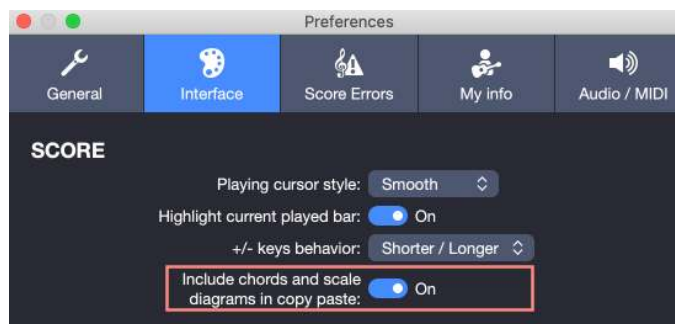 Preferences
General Interface Score Errors My info Audio / MIDI
SCORE
Playing cursor style: Smooth
Highlight current played bar: On
+/- keys behavior: Shorter / Longer
Include chords and scale
diagrams in copy paste: On